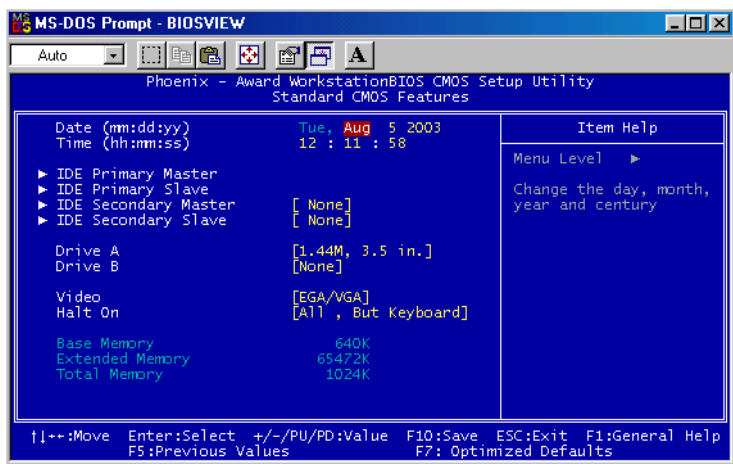 MS-DOS Prompt - BIOSVIEW
Auto
A
Phoenix - Award WorkstationBIOS CMOS Setup Utility
Standard CMOS Features
Date (mm:dd:yy) Tue, Aug 5 2003
Time (hh:mm:ss) 12 : 11 : 58
► IDE Primary Master
► IDE Primary Slave
► IDE Secondary Master [ None]
► IDE Secondary Slave [ None]
Drive A [1.44M, 3.5 in.]
Drive B [None]
Video [EGA/VGA]
Halt On [All , But Keyboard]
Base Memory 640K
Extended Memory 65472K
Total Memory 1024K
Item Help
Menu Level ►
Change the day, month,
year and century
↑↓↔:Move Enter:Select +/-/PU/PD:Value F10:Save ESC:Exit F1:General Help
F5:Previous Values F7: Optimized Defaults